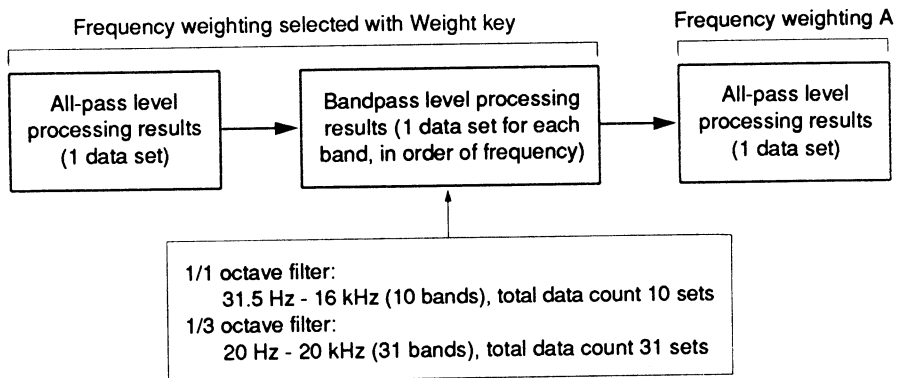 Frequency weighting selected with Weight key
Frequency weighting A
All-pass level
processing results
(1 data set)
Bandpass level processing
results (1 data set for each
band, in order of frequency)
All-pass level
processing results
(1 data set)
1/1 octave filter:
31.5 Hz - 16 kHz (10 bands), total data count 10 sets
1/3 octave filter:
20 Hz - 20 kHz (31 bands), total data count 31 sets